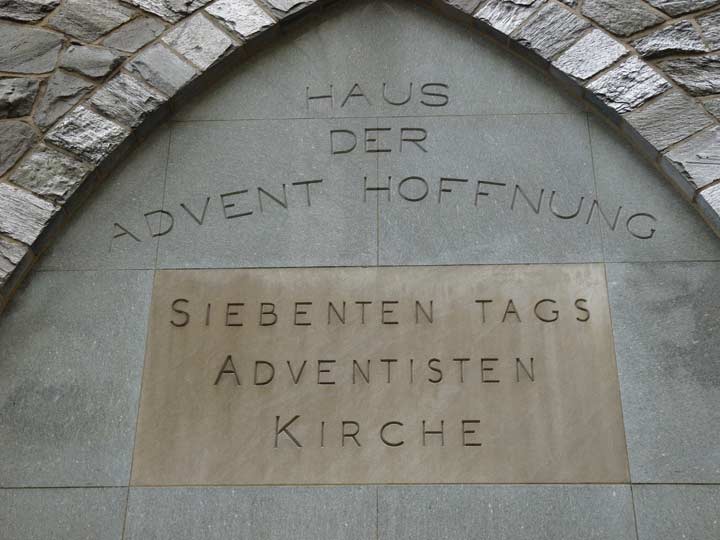 HAUS
DER
ADVENT HOFFNUNG
SIEBENTEN TAGS
ADVENTISTEN
KIRCHE